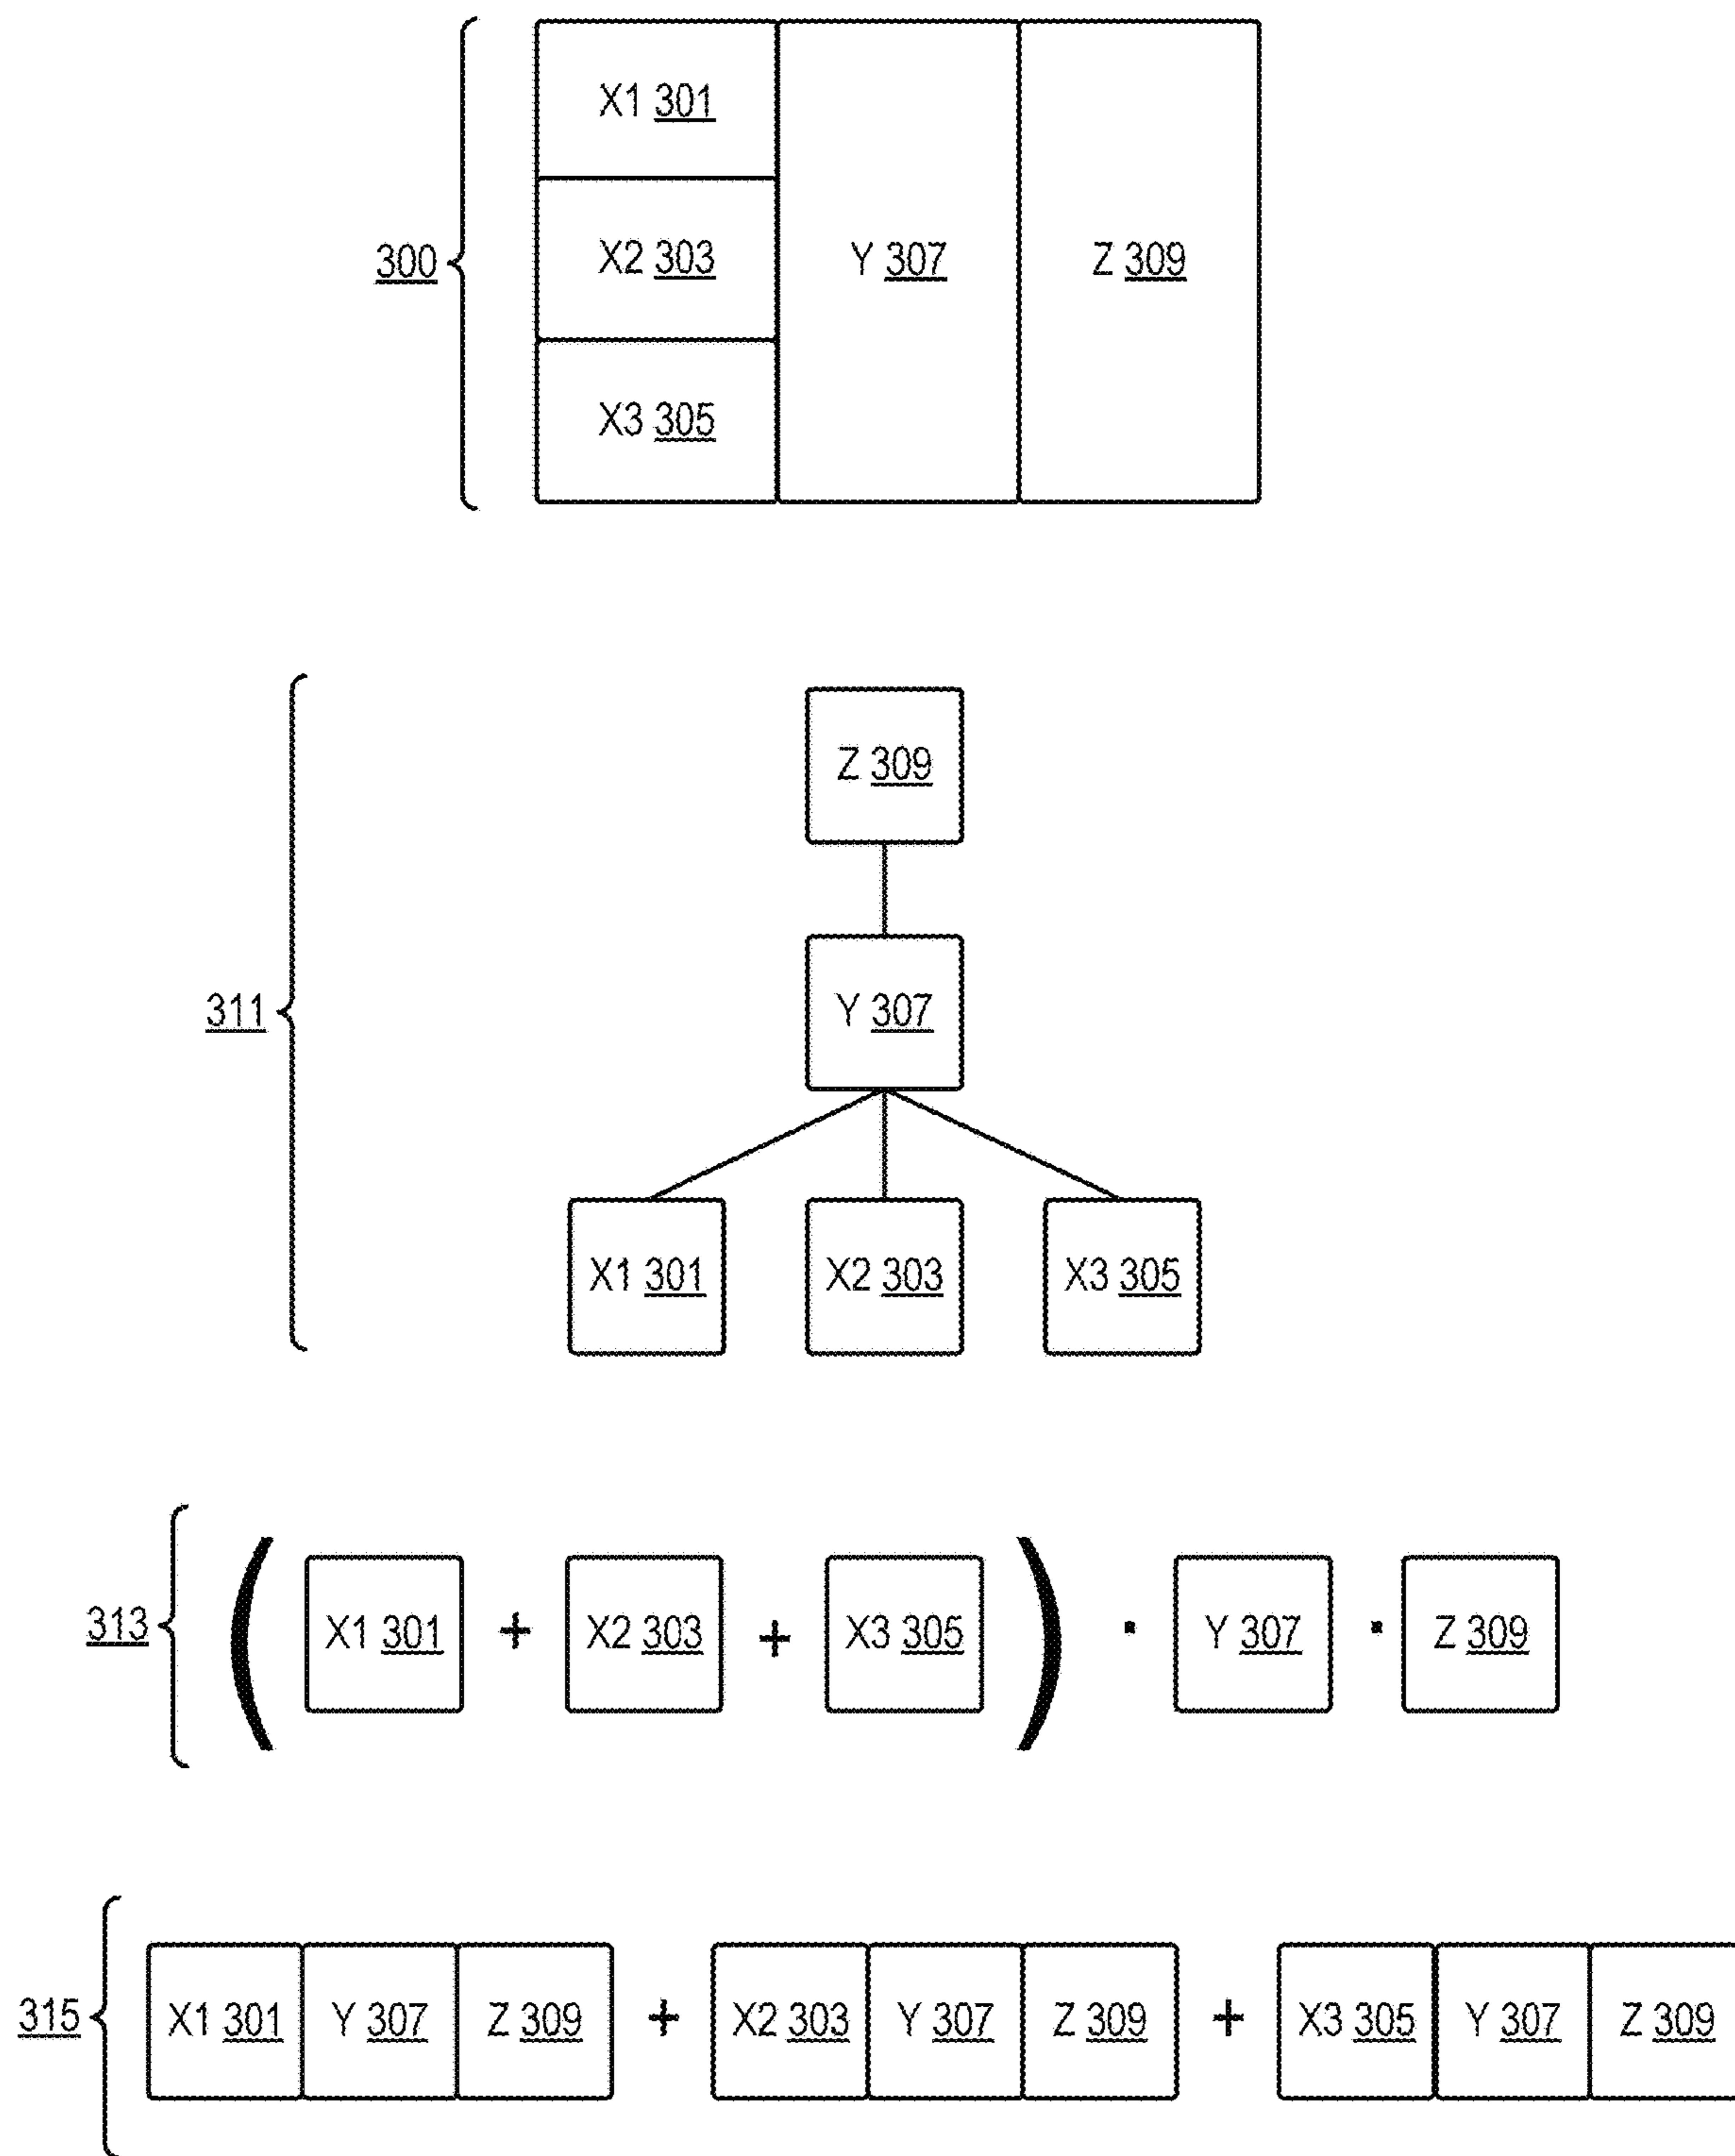 X1 301
X2 303
300
Y 307
Z 309
X3 305
Z 309
311
Y 307
X1 301
X2 303
X3 305
313 ( X1 301 + X2 303 + X3 305 ) · Y 307 · Z 309
315 X1 301 Y 307 Z 309 + X2 303 Y 307 Z 309 + X3 305 Y 307 Z 309